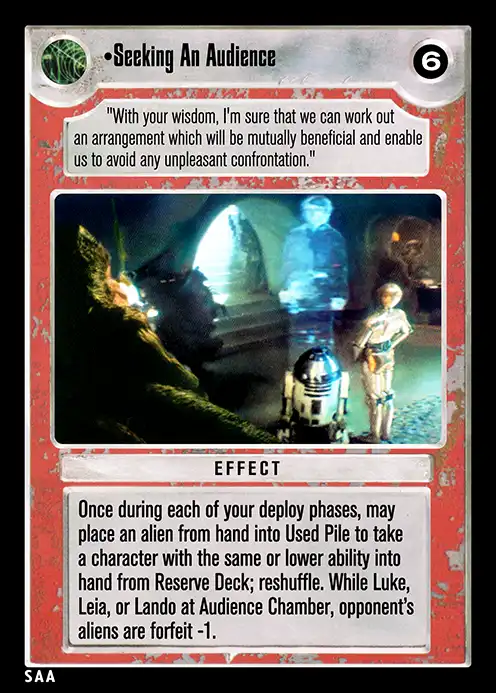 •Seeking An Audience
6
"With your wisdom, I'm sure that we can work out
an arrangement which will be mutually beneficial and enable
us to avoid any unpleasant confrontation."
EFFECT
Once during each of your deploy phases, may
place an alien from hand into Used Pile to take
a character with the same or lower ability into
hand from Reserve Deck; reshuffle. While Luke,
Leia, or Lando at Audience Chamber, opponent's
aliens are forfeit -1.
SAA